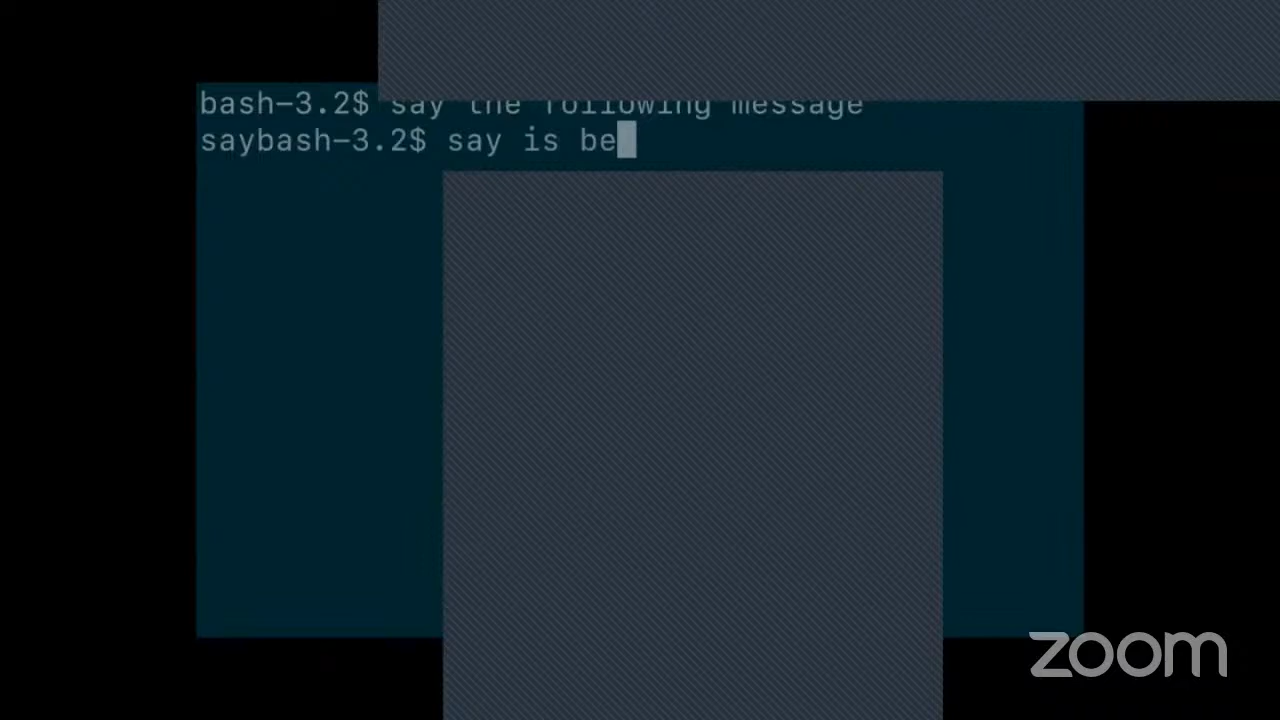 bash-3.2$ say the following message
saybash-3.2$ say is be
zoom